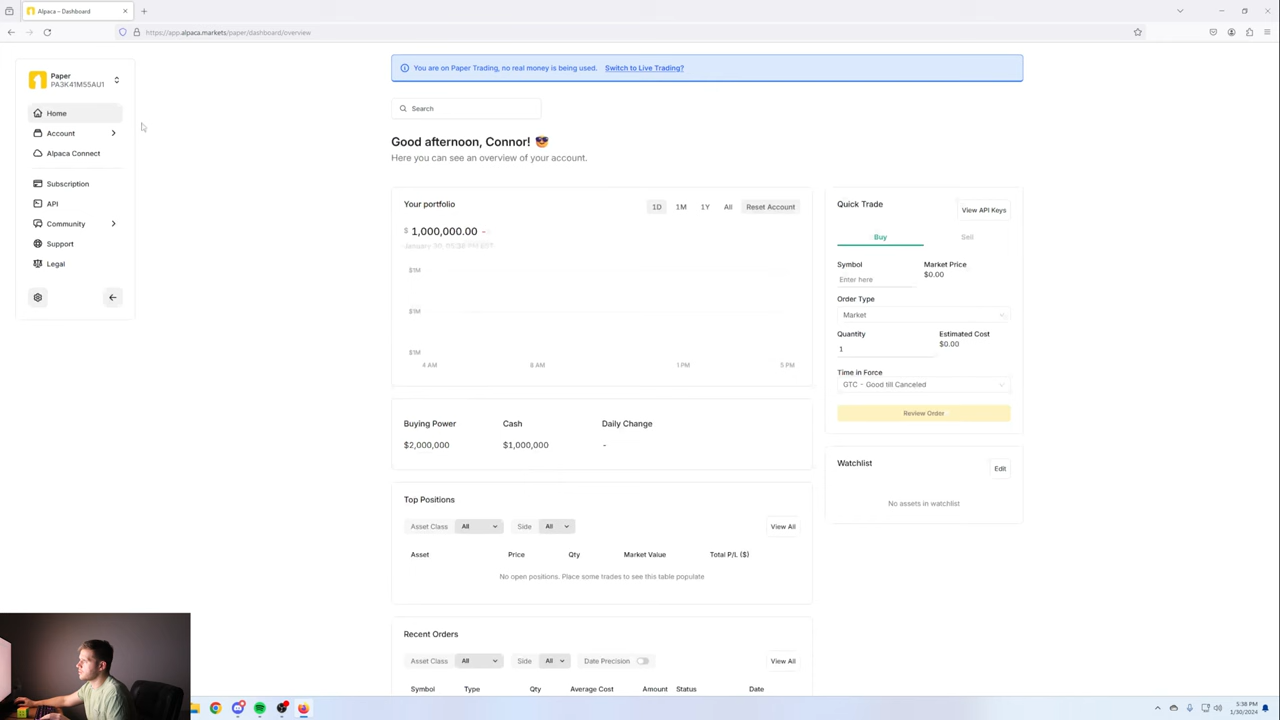 Alpaca – Dashboard
https://app.alpaca.markets/paper/dashboard/overview
Paper
PA3K41M55AU1
Home
Account
Alpaca Connect
Subscription
API
Community
Support
Legal
You are on Paper Trading, no real money is being used. Switch to Live Trading?
Search
Good afternoon, Connor! 😎
Here you can see an overview of your account.
Your portfolio
1D 1M 1Y All Reset Account
$ 1,000,000.00 -
$1M
$1M
$1M
4 AM 8 AM 1 PM 5 PM
Buying Power Cash Daily Change
$2,000,000 $1,000,000 -
Top Positions
Asset Class All Side All View All
Asset Price Qty Market Value Total P/L ($)
No open positions. Place some trades to see this table populate
Recent Orders
Asset Class All Side All Date Precision View All
Symbol Type Qty Average Cost Amount Status Date
Quick Trade View API Keys
Buy Sell
Symbol Market Price
Enter here $0.00
Order Type
Market
Quantity Estimated Cost
1 $0.00
Time in Force
GTC - Good till Canceled
Review Order
Watchlist Edit
No assets in watchlist
5:38 PM
1/30/2024